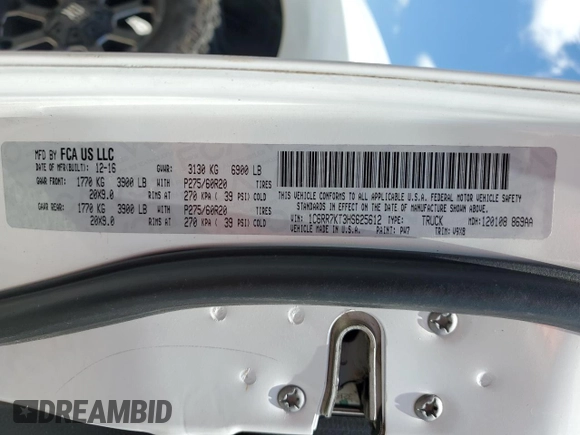 MFD BY FCA US LLC
DATE OF MFR(BUILT): 12-16 GVWR: 3130 KG 6900 LB
GAWR FRONT: 1770 KG 3900 LB WITH P275/60R20 TIRES
20X9.0 RIMS AT 270 KPA ( 39 PSI) COLD
GAWR REAR: 1770 KG 3900 LB WITH P275/60R20 TIRES
20X9.0 RIMS AT 270 KPA ( 39 PSI) COLD
THIS VEHICLE CONFORMS TO ALL APPLICABLE U.S.A. FEDERAL MOTOR VEHICLE SAFETY
STANDARDS IN EFFECT ON THE DATE OF MANUFACTURE SHOWN ABOVE
VIN: 1C6RR7KT3HS625612 TYPE: TRUCK MDH: 120108 869AA
VEHICLE MADE IN U.S.A. PAINT: PW7 TRIM: V9X8
DREAMBID